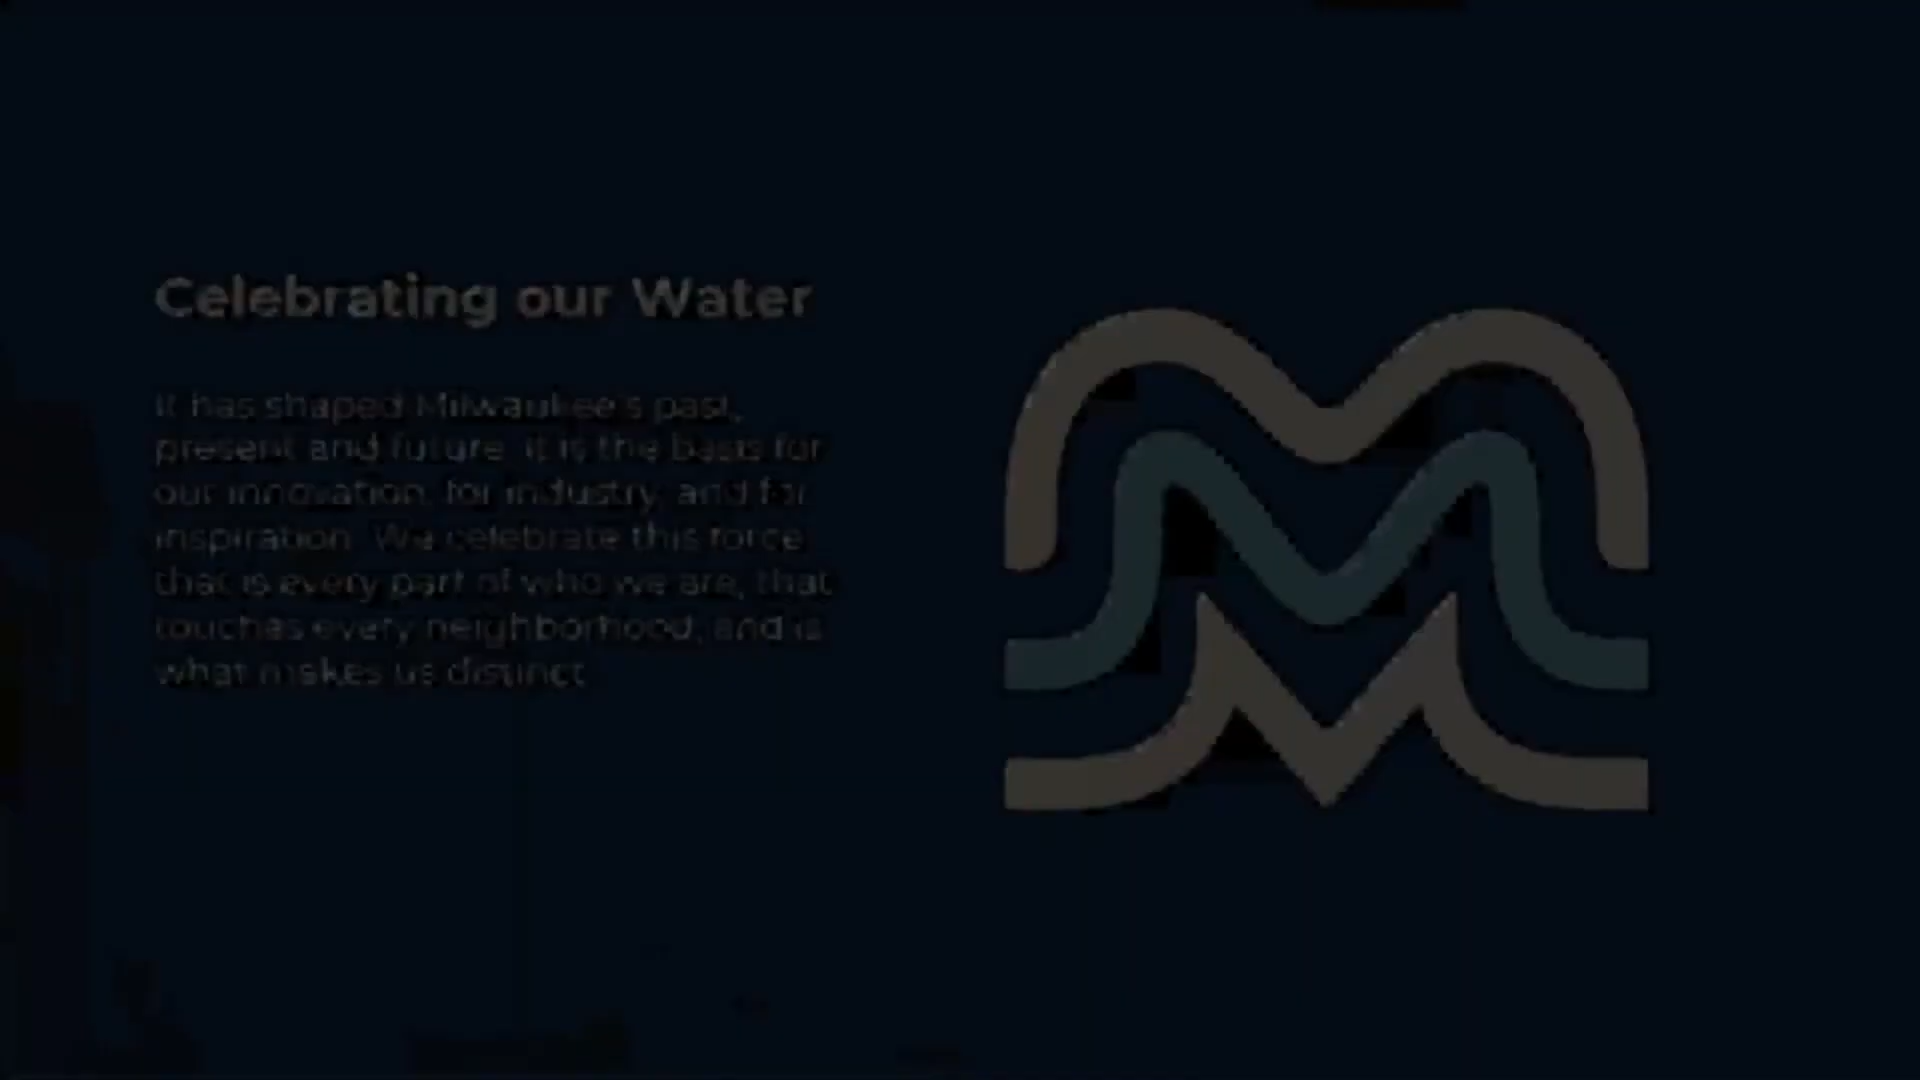 Celebrating our Water
It has shaped Milwaukee's past,
present and future. It is the basis for
our innovation, for industry, and for
inspiration. We celebrate this force
that is every part of who we are, that
touches every neighborhood, and is
what makes us distinct.